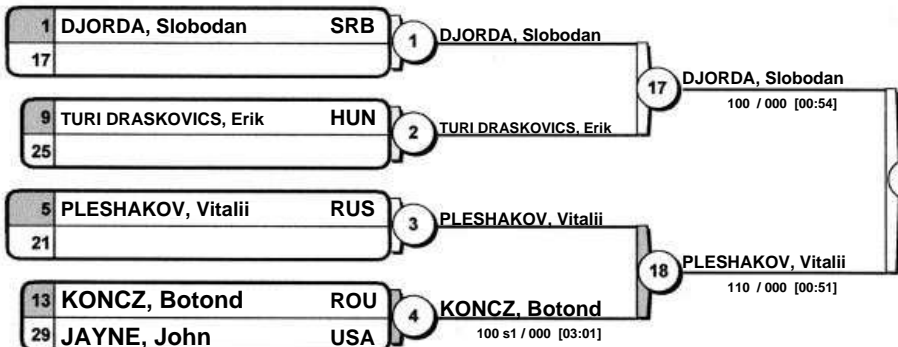 1 DJORDA, Slobodan SRB
17
1
DJORDA, Slobodan
9 TURI DRASKOVICS, Erik HUN
25
2
TURI DRASKOVICS, Erik
17
DJORDA, Slobodan
100 / 000 [00:54]
5 PLESHAKOV, Vitalii RUS
21
3
PLESHAKOV, Vitalii
13 KONCZ, Botond ROU
29 JAYNE, John USA
4
KONCZ, Botond
100 s1 / 000 [03:01]
18
PLESHAKOV, Vitalii
110 / 000 [00:51]